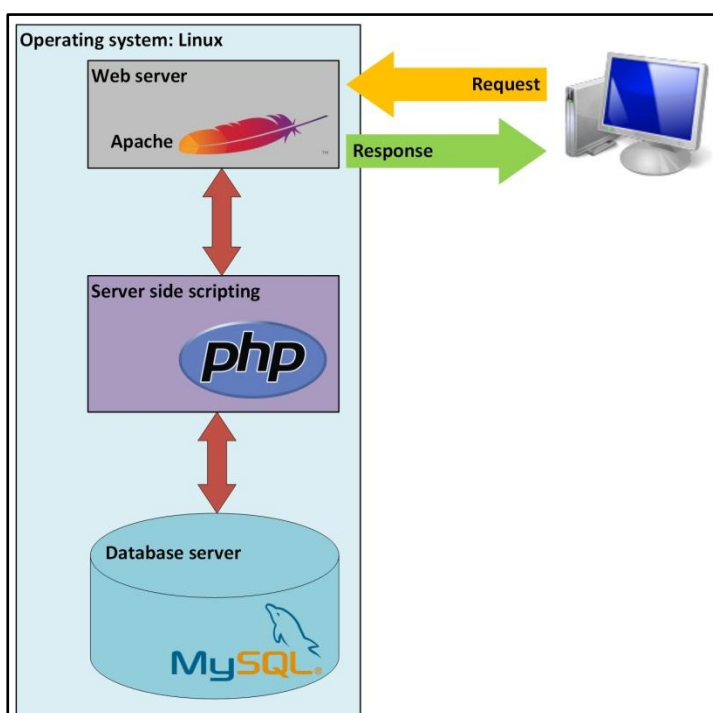 Operating system: Linux
Web server
Request
Apache
TM
Response
Server side scripting
php
Database server
MySQL®